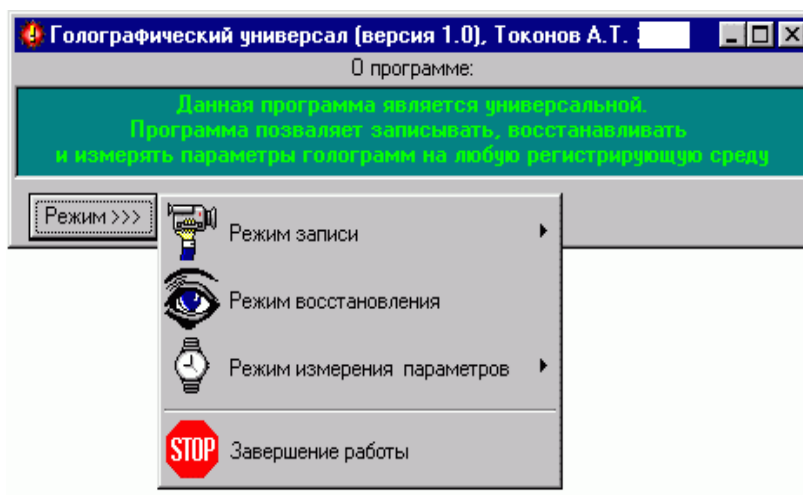 Голографический универсал (версия 1.0), Токонов А.Т.
О программе:
Данная программа является универсальной.
Программа позваляет записывать, восстанавливать
и измерять параметры голограмм на любую регистрирующую среду
Режим >>>
Режим записи
Режим восстановления
Режим измерения параметров
STOP Завершение работы